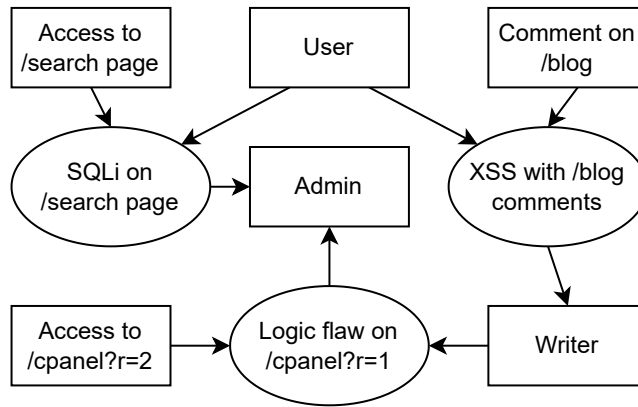 Access to
/search page
User
Comment on
/blog
SQLi on
/search page
Admin
XSS with /blog
comments
Access to
/cpanel?r=2
Logic flaw on
/cpanel?r=1
Writer